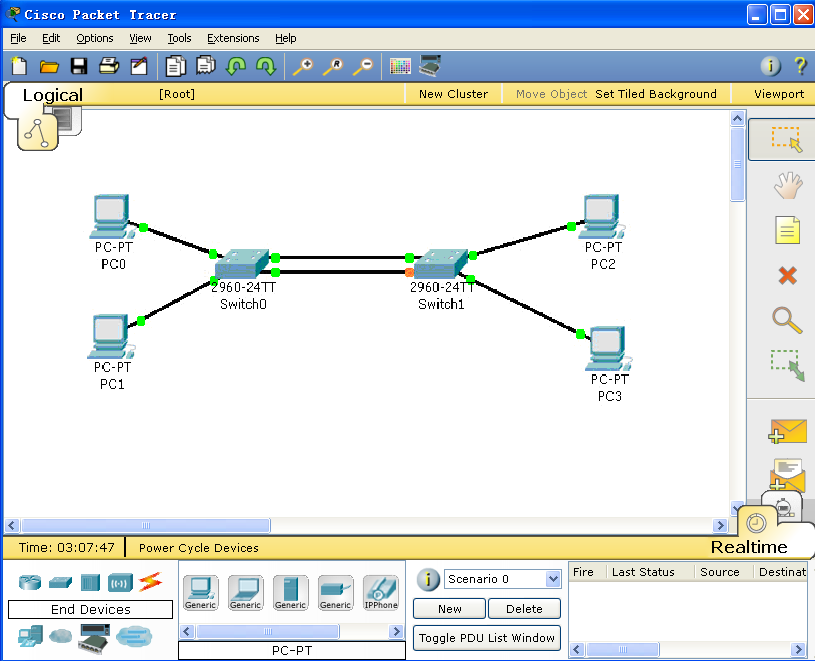 Cisco Packet Tracer
File Edit Options View Tools Extensions Help
Logical [Root] New Cluster Move Object Set Tiled Background Viewport
PC-PT
PC0
PC-PT
PC1
2960-24TT
Switch0
2960-24TT
Switch1
PC-PT
PC2
PC-PT
PC3
Time: 03:07:47 Power Cycle Devices Realtime
End Devices
Generic Generic Generic Generic IPPhone
PC-PT
Scenario 0
New Delete
Toggle PDU List Window
Fire Last Status Source Destinat